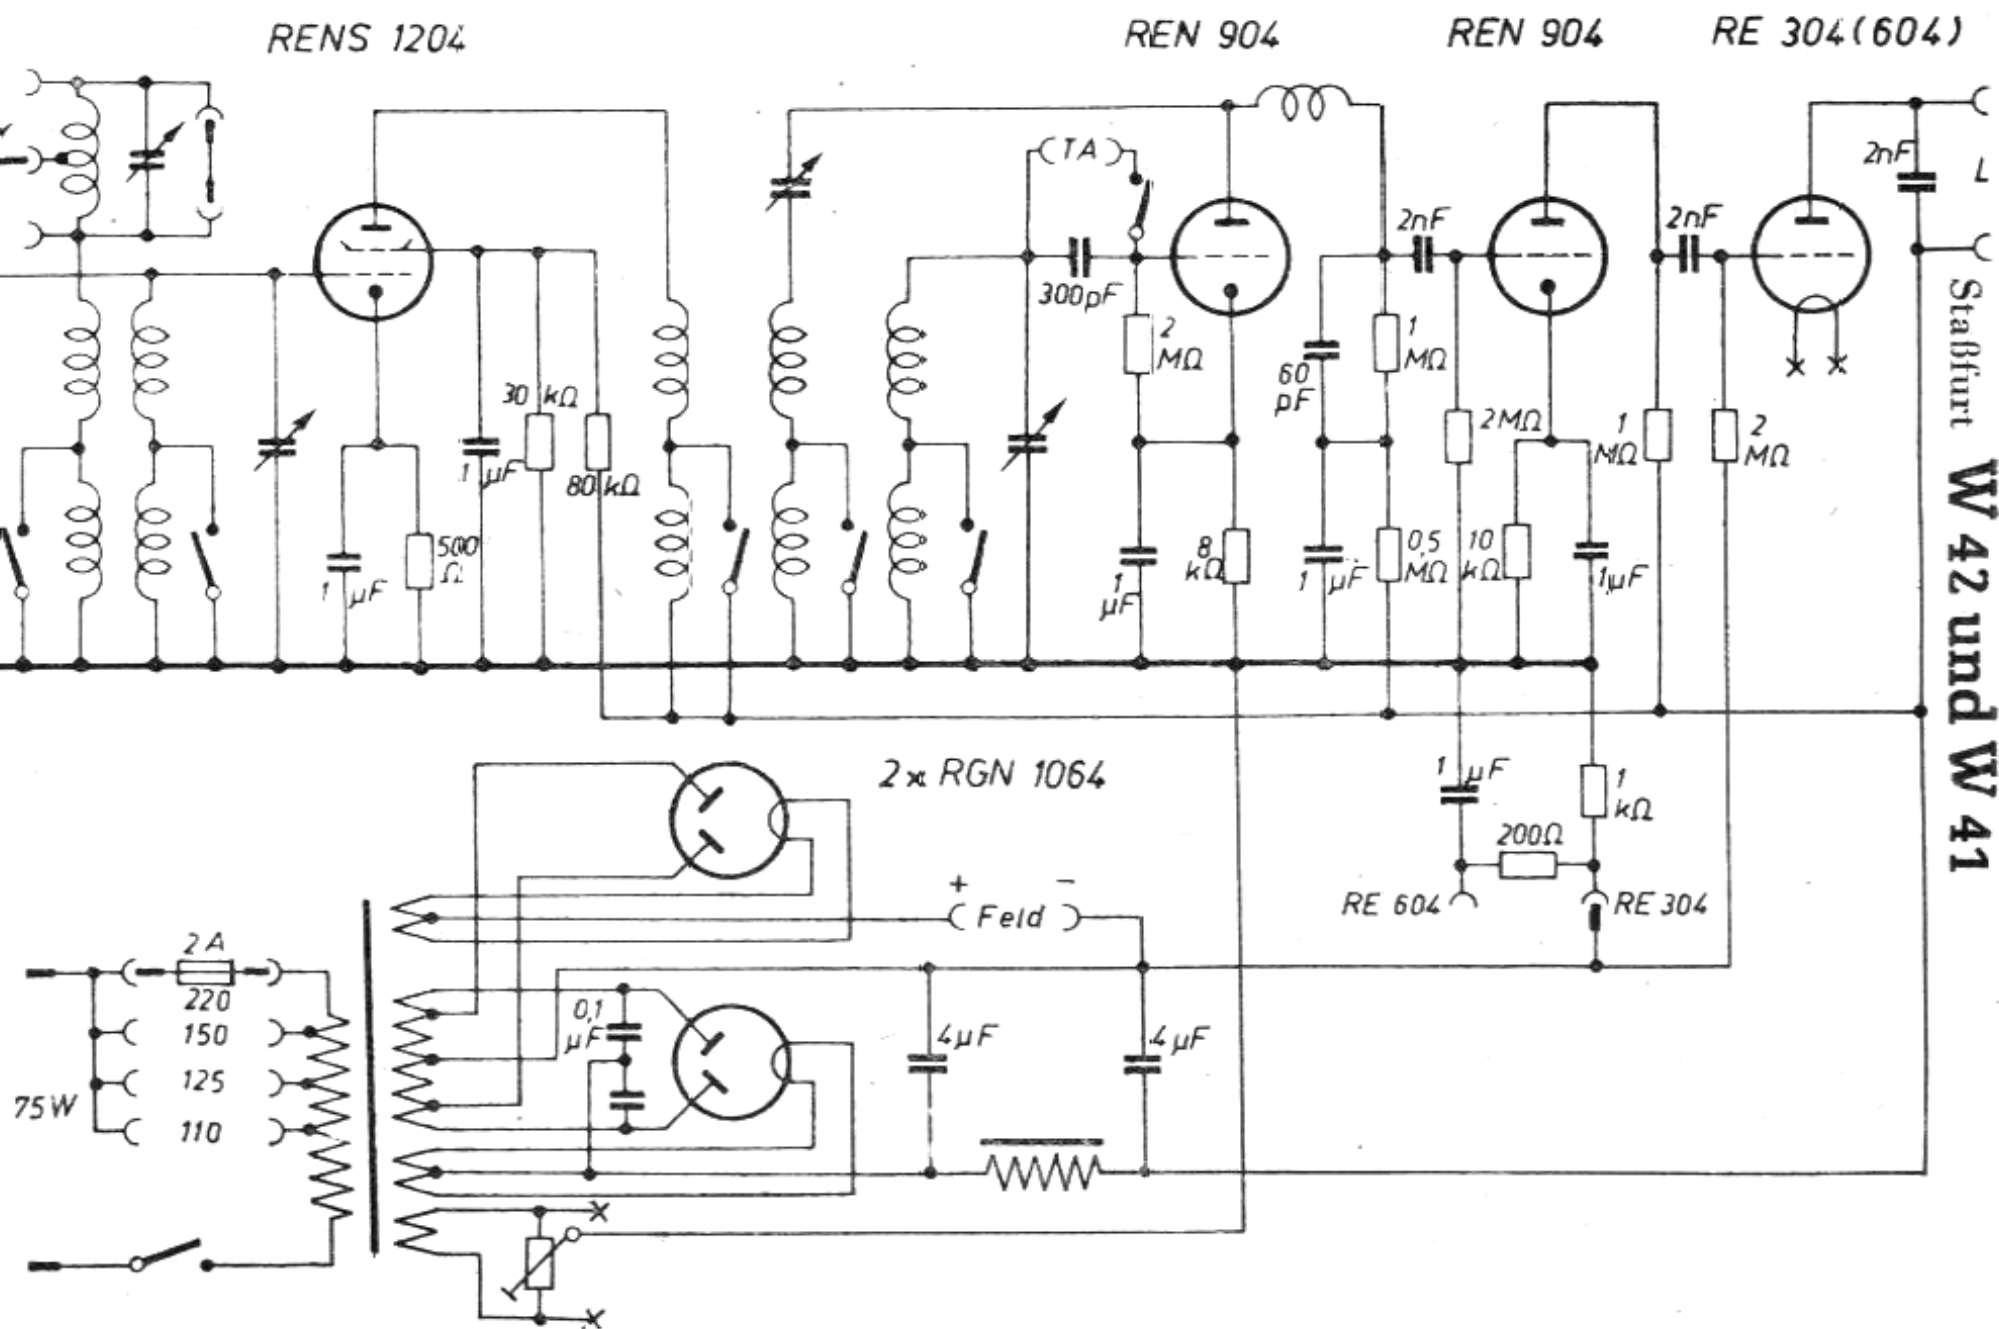 RENS 1204
REN 904
REN 904
RE 304(604)
TA
2nF
L
2nF
2nF
300pF
2
MΩ
1
MΩ
60
pF
30 kΩ
1 µF
80 kΩ
2 MΩ
1
MΩ
2
MΩ
500
Ω
1 µF
1
µF
8
kΩ
1 µF
0,5
MΩ
10
kΩ
1µF
Staßfurt W 42 und W 41
2x RGN 1064
1 µF
1
kΩ
200Ω
RE 604
RE 304
+ −
Feld
2 A
220
150
125
110
75W
0,1
µF
4µF
4µF